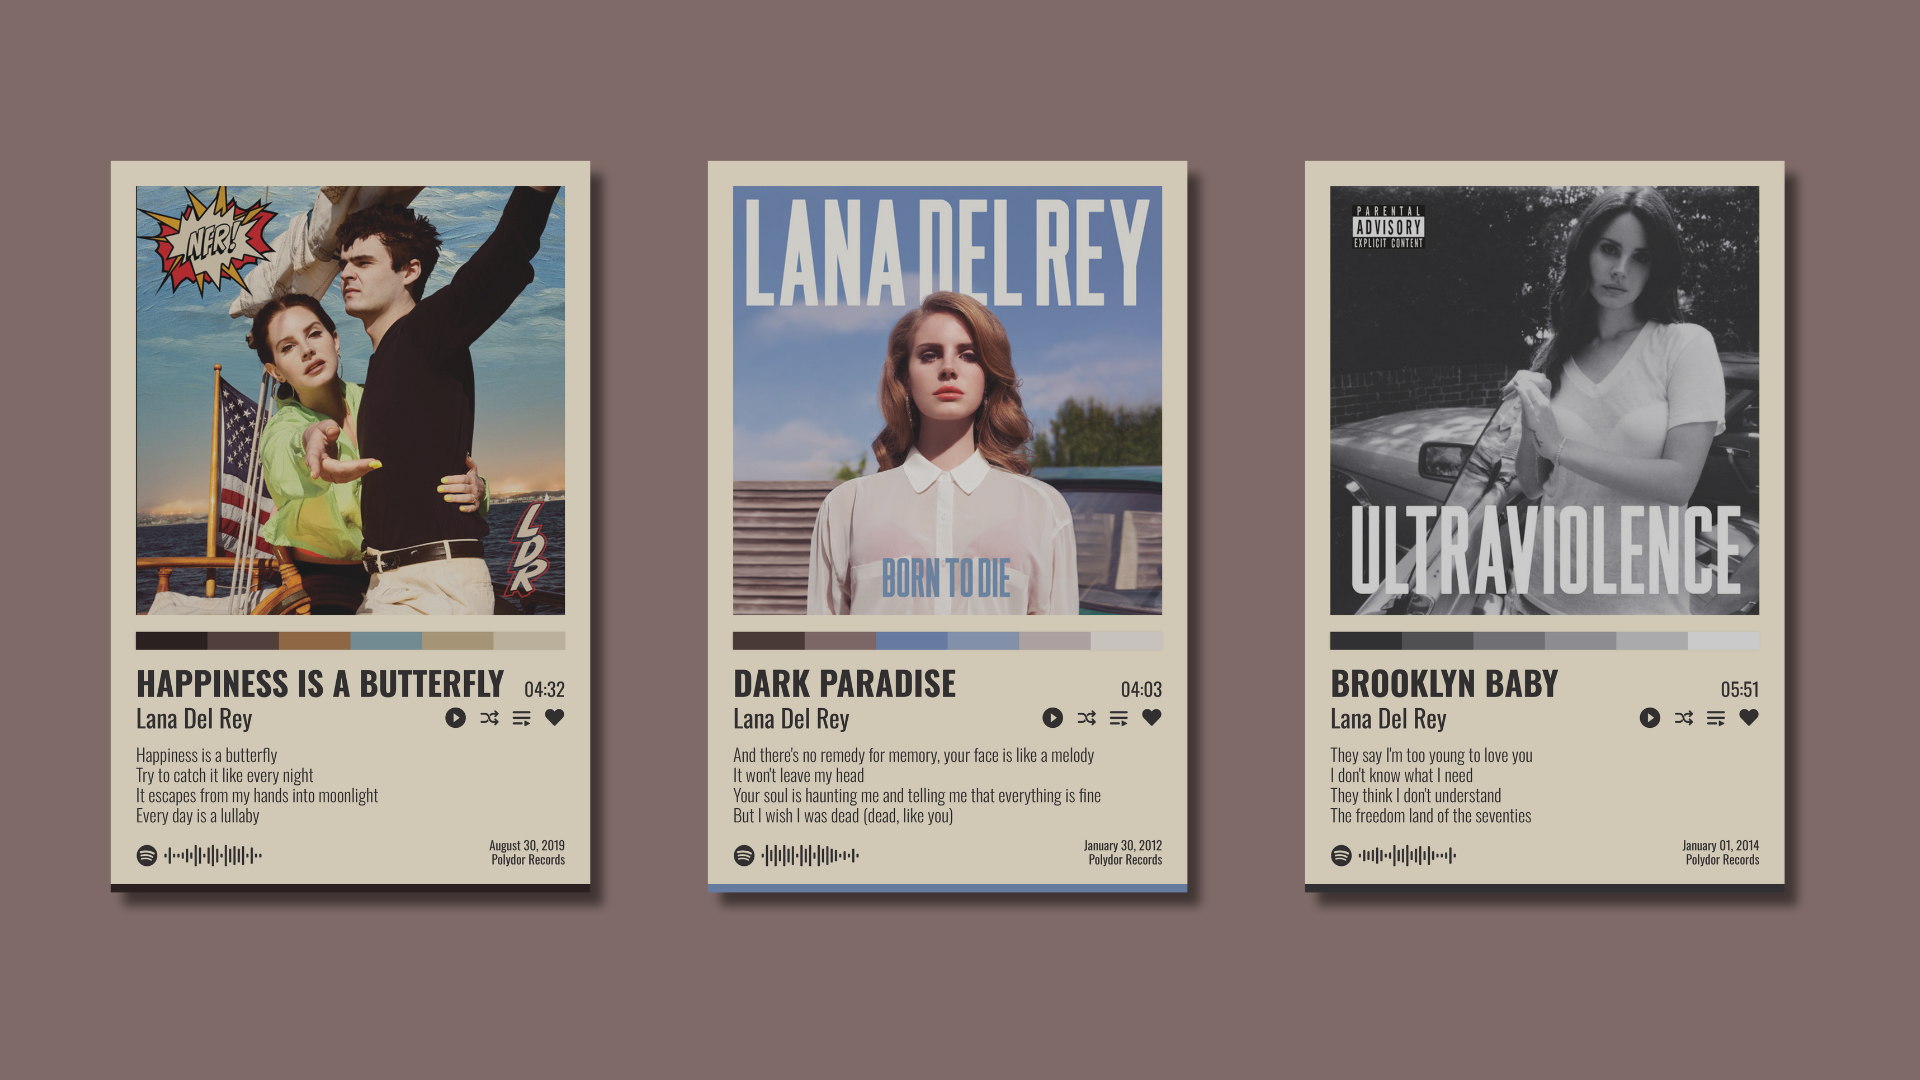 NFR!
LDR
HAPPINESS IS A BUTTERFLY 04:32
Lana Del Rey
Happiness is a butterfly
Try to catch it like every night
It escapes from my hands into moonlight
Every day is a lullaby
August 30, 2019
Polydor Records
LANA DEL REY
BORN TO DIE
DARK PARADISE 04:03
Lana Del Rey
And there's no remedy for memory, your face is like a melody
It won't leave my head
Your soul is haunting me and telling me that everything is fine
But I wish I was dead (dead, like you)
January 30, 2012
Polydor Records
PARENTAL
ADVISORY
EXPLICIT CONTENT
ULTRAVIOLENCE
BROOKLYN BABY 05:51
Lana Del Rey
They say I'm too young to love you
I don't know what I need
They think I don't understand
The freedom land of the seventies
January 01, 2014
Polydor Records